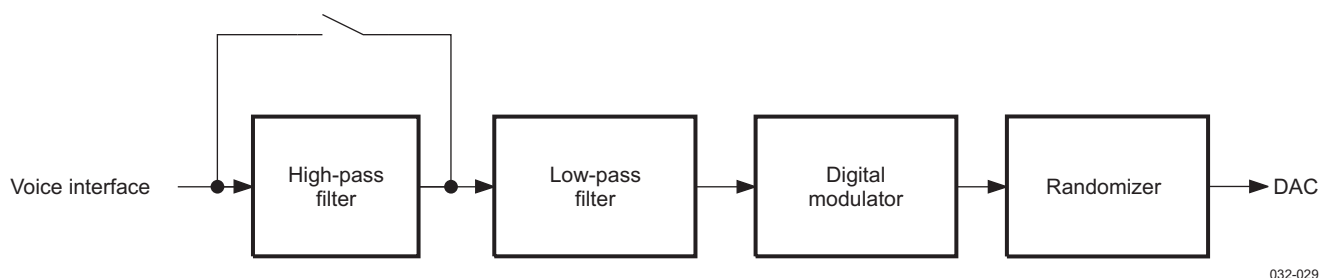 Voice interface
High-pass
filter
Low-pass
filter
Digital
modulator
Randomizer
DAC
032-029